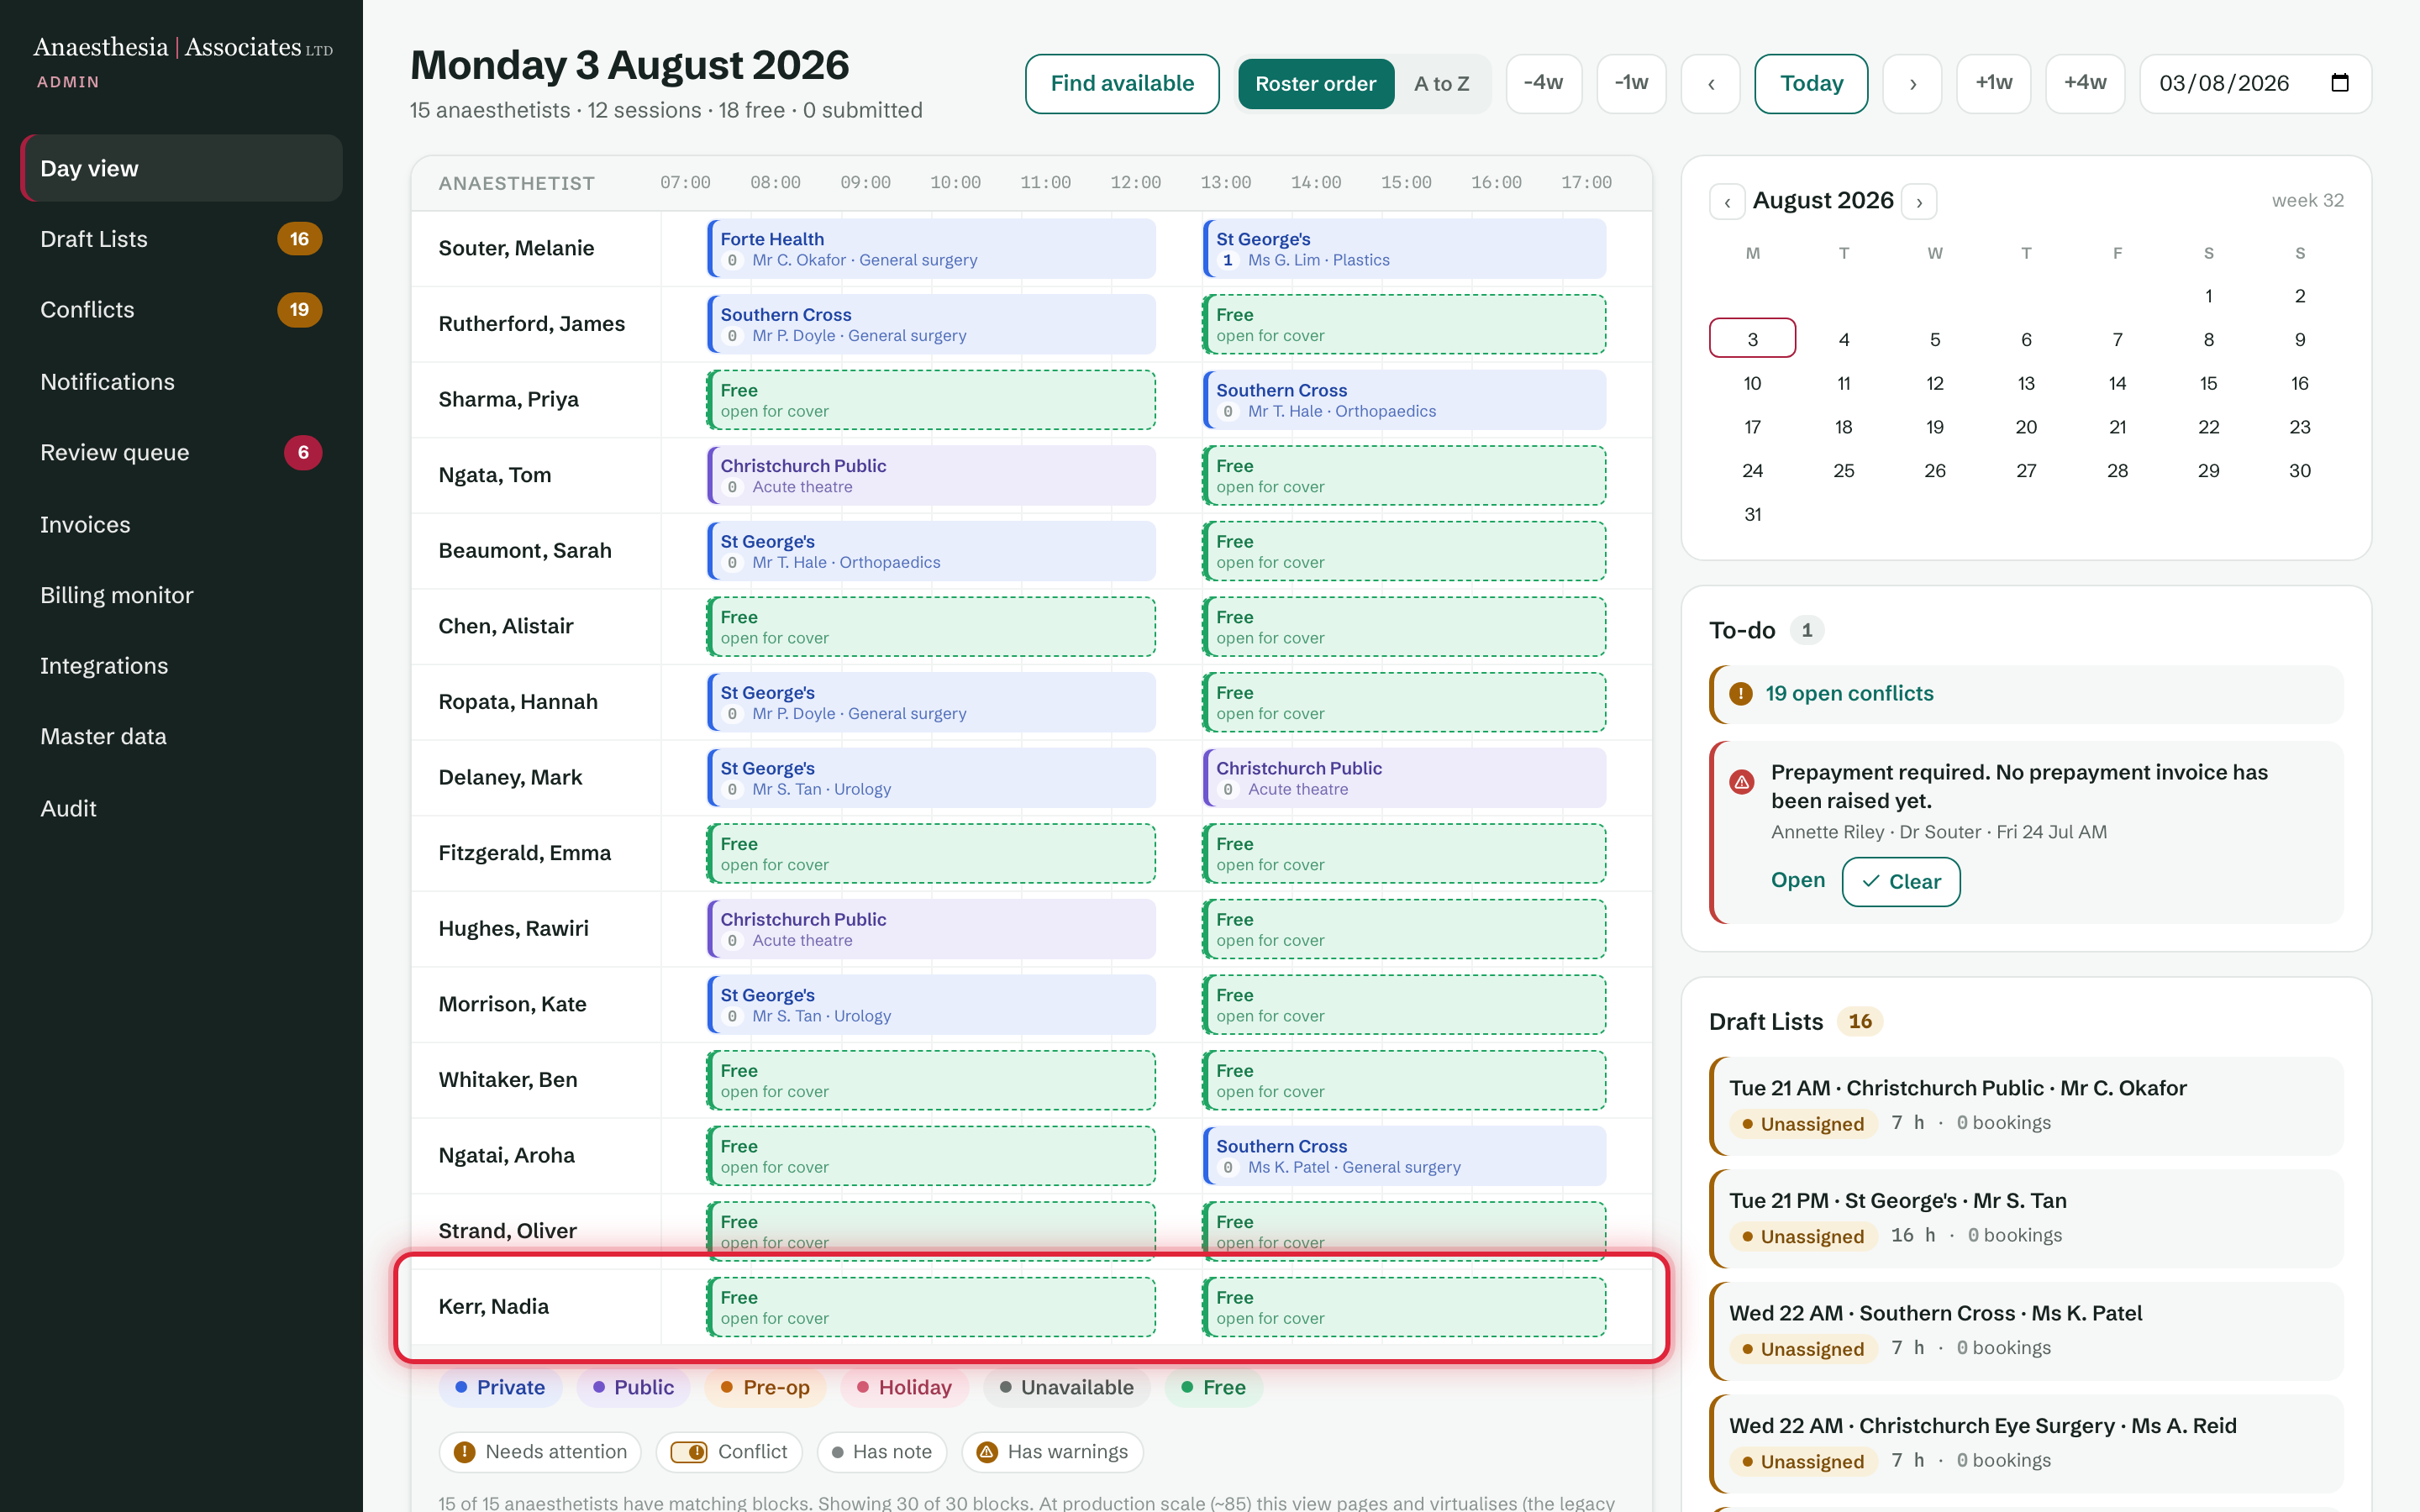 Anaesthesia | Associates LTD
ADMIN
Day view
Draft Lists 16
Conflicts 19
Notifications
Review queue 6
Invoices
Billing monitor
Integrations
Master data
Audit
Monday 3 August 2026
15 anaesthetists · 12 sessions · 18 free · 0 submitted
Find available Roster order A to Z -4w -1w ‹ Today › +1w +4w 03/08/2026
ANAESTHETIST 07:00 08:00 09:00 10:00 11:00 12:00 13:00 14:00 15:00 16:00 17:00
Souter, Melanie
Forte Health
0 Mr C. Okafor · General surgery
St George's
1 Ms G. Lim · Plastics
Rutherford, James
Southern Cross
0 Mr P. Doyle · General surgery
Free
open for cover
Sharma, Priya
Free
open for cover
Southern Cross
0 Mr T. Hale · Orthopaedics
Ngata, Tom
Christchurch Public
0 Acute theatre
Free
open for cover
Beaumont, Sarah
St George's
0 Mr T. Hale · Orthopaedics
Free
open for cover
Chen, Alistair
Free
open for cover
Free
open for cover
Ropata, Hannah
St George's
0 Mr P. Doyle · General surgery
Free
open for cover
Delaney, Mark
St George's
0 Mr S. Tan · Urology
Christchurch Public
0 Acute theatre
Fitzgerald, Emma
Free
open for cover
Free
open for cover
Hughes, Rawiri
Christchurch Public
0 Acute theatre
Free
open for cover
Morrison, Kate
St George's
0 Mr S. Tan · Urology
Free
open for cover
Whitaker, Ben
Free
open for cover
Free
open for cover
Ngatai, Aroha
Free
open for cover
Southern Cross
0 Ms K. Patel · General surgery
Strand, Oliver
Free
open for cover
Free
open for cover
Kerr, Nadia
Free
open for cover
Free
open for cover
Private Public Pre-op Holiday Unavailable Free
Needs attention Conflict Has note Has warnings
15 of 15 anaesthetists have matching blocks. Showing 30 of 30 blocks. At production scale (~85) this view pages and virtualises (the legacy
‹ August 2026 › week 32
M T W T F S S
1 2
3 4 5 6 7 8 9
10 11 12 13 14 15 16
17 18 19 20 21 22 23
24 25 26 27 28 29 30
31
To-do 1
19 open conflicts
Prepayment required. No prepayment invoice has
been raised yet.
Annette Riley · Dr Souter · Fri 24 Jul AM
Open Clear
Draft Lists 16
Tue 21 AM · Christchurch Public · Mr C. Okafor
Unassigned 7 h · 0 bookings
Tue 21 PM · St George's · Mr S. Tan
Unassigned 16 h · 0 bookings
Wed 22 AM · Southern Cross · Ms K. Patel
Unassigned 7 h · 0 bookings
Wed 22 AM · Christchurch Eye Surgery · Ms A. Reid
Unassigned 7 h · 0 bookings